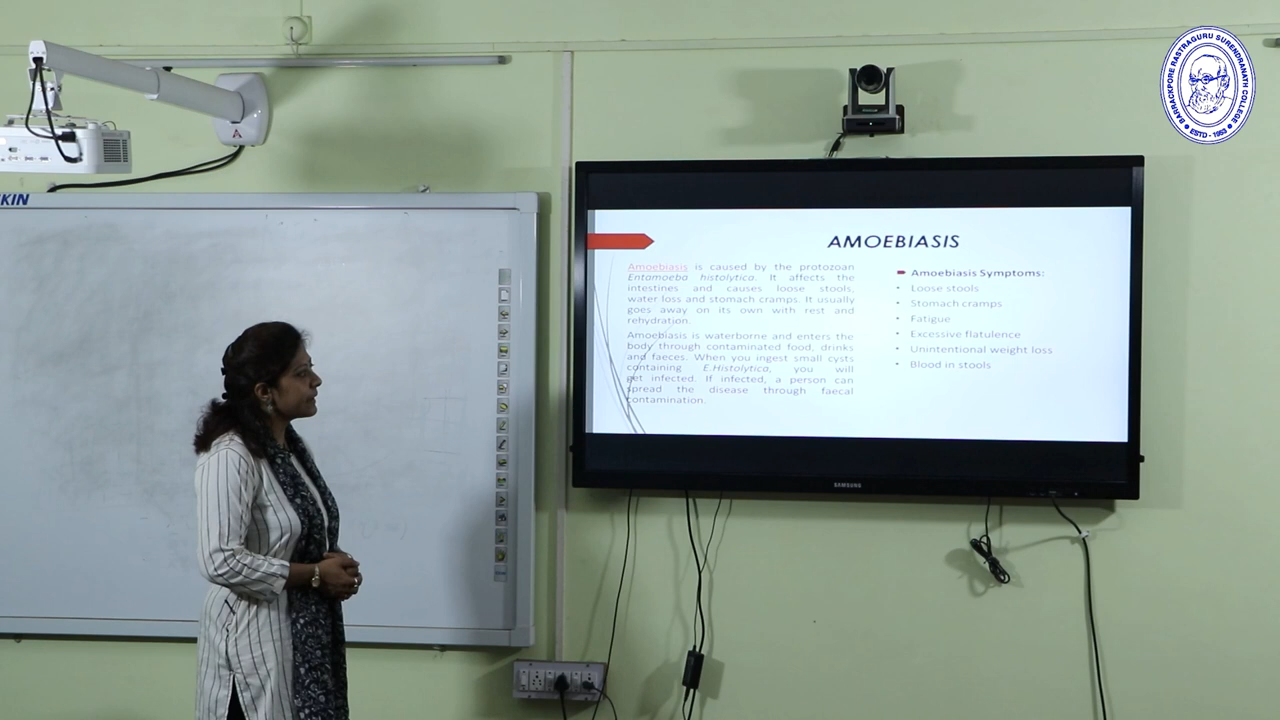 BARRACKPORE RASTRAGURU SURENDRANATH COLLEGE
ESTD - 1953
KIN
AMOEBIASIS
Amoebiasis is caused by the protozoan
Entamoeba histolytica. It affects the
intestines and causes loose stools,
water loss and stomach cramps. It usually
goes away on its own with rest and
rehydration.
Amoebiasis is waterborne and enters the
body through contaminated food, drinks
and faeces. When you ingest small cysts
containing E.Histolytica, you will
get infected. If infected, a person can
spread the disease through faecal
contamination.
Amoebiasis Symptoms:
• Loose stools
• Stomach cramps
• Fatigue
• Excessive flatulence
• Unintentional weight loss
• Blood in stools
SAMSUNG